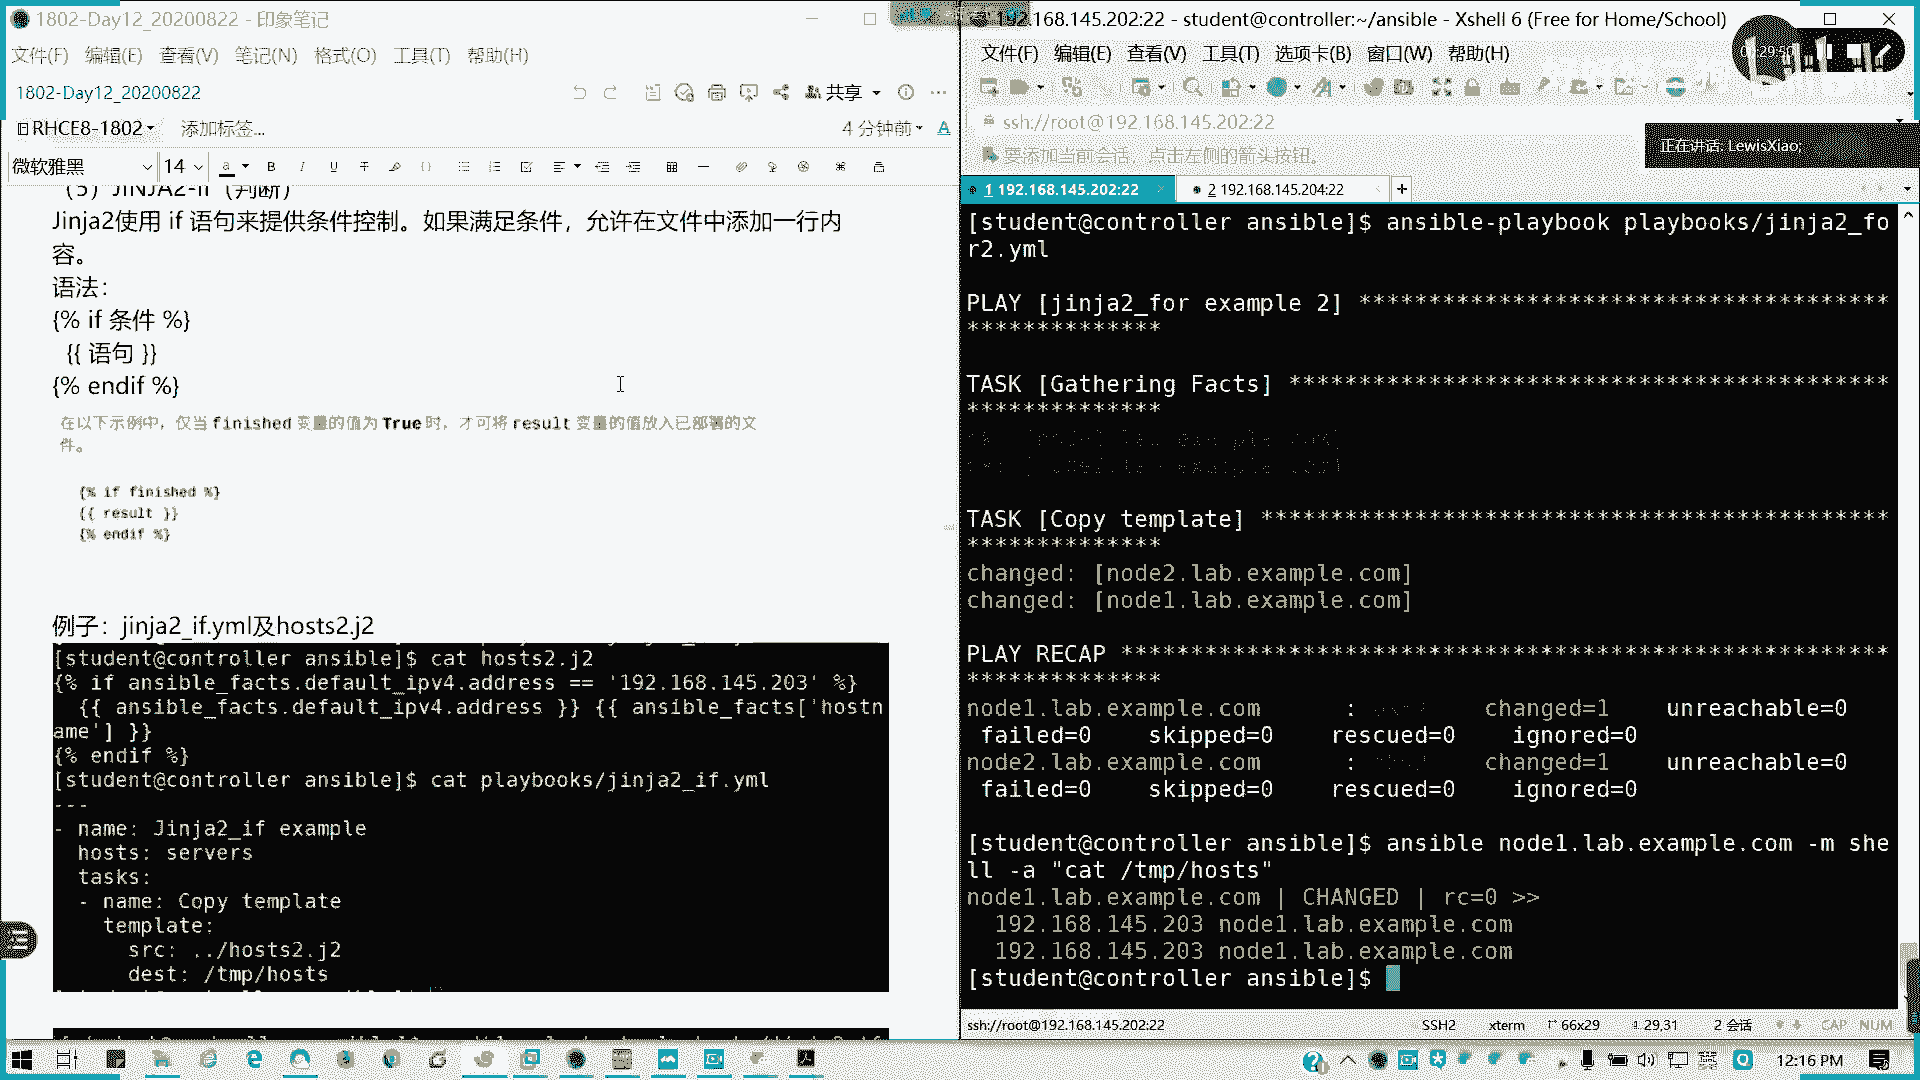 1802-Day12_20200822 - 印象笔记
文件(F) 编辑(E) 查看(V) 笔记(N) 格式(O) 工具(T) 帮助(H)
1802-Day12_20200822
共享
RHCE8-1802
添加标签...
4 分钟前
微软雅黑 14
（5）JINJA2-if（判断）
Jinja2使用 if 语句来提供条件控制。如果满足条件，允许在文件中添加一行内
容。
语法：
{% if 条件 %}
{{ 语句 }}
{% endif %}
在以下示例中，仅当 finished 变量的值为 True 时，才可将 result 变量的值放入已部署的文
件。
{% if finished %}
{{ result }}
{% endif %}
例子：jinja2_if.yml及hosts2.j2
[student@controller ansible]$ cat hosts2.j2
{% if ansible_facts.default_ipv4.address == '192.168.145.203' %}
{{ ansible_facts.default_ipv4.address }} {{ ansible_facts['hostn
ame'] }}
{% endif %}
[student@controller ansible]$ cat playbooks/jinja2_if.yml
---
- name: Jinja2_if example
hosts: servers
tasks:
- name: Copy template
template:
src: ../hosts2.j2
dest: /tmp/hosts
192.168.145.202:22 - student@controller:~/ansible - Xshell 6 (Free for Home/School)
文件(F) 编辑(E) 查看(V) 工具(T) 选项卡(B) 窗口(W) 帮助(H)
ssh://root@192.168.145.202:22
要添加当前会话，点击左侧的箭头按钮。
正在讲话: LewisXiao;
1 192.168.145.202:22
2 192.168.145.204:22
[student@controller ansible]$ ansible-playbook playbooks/jinja2_fo
r2.yml
PLAY [jinja2_for example 2] **************************************
**************
TASK [Gathering Facts] *******************************************
**************
TASK [Copy template] *********************************************
**************
changed: [node2.lab.example.com]
changed: [node1.lab.example.com]
PLAY RECAP *******************************************************
**************
node1.lab.example.com : changed=1 unreachable=0
failed=0 skipped=0 rescued=0 ignored=0
node2.lab.example.com : changed=1 unreachable=0
failed=0 skipped=0 rescued=0 ignored=0
[student@controller ansible]$ ansible node1.lab.example.com -m she
ll -a "cat /tmp/hosts"
node1.lab.example.com | CHANGED | rc=0 >>
192.168.145.203 node1.lab.example.com
192.168.145.203 node1.lab.example.com
[student@controller ansible]$
ssh://root@192.168.145.202:22 SSH2 xterm 66x29 29,31 2 会话 CAP NUM
12:16 PM